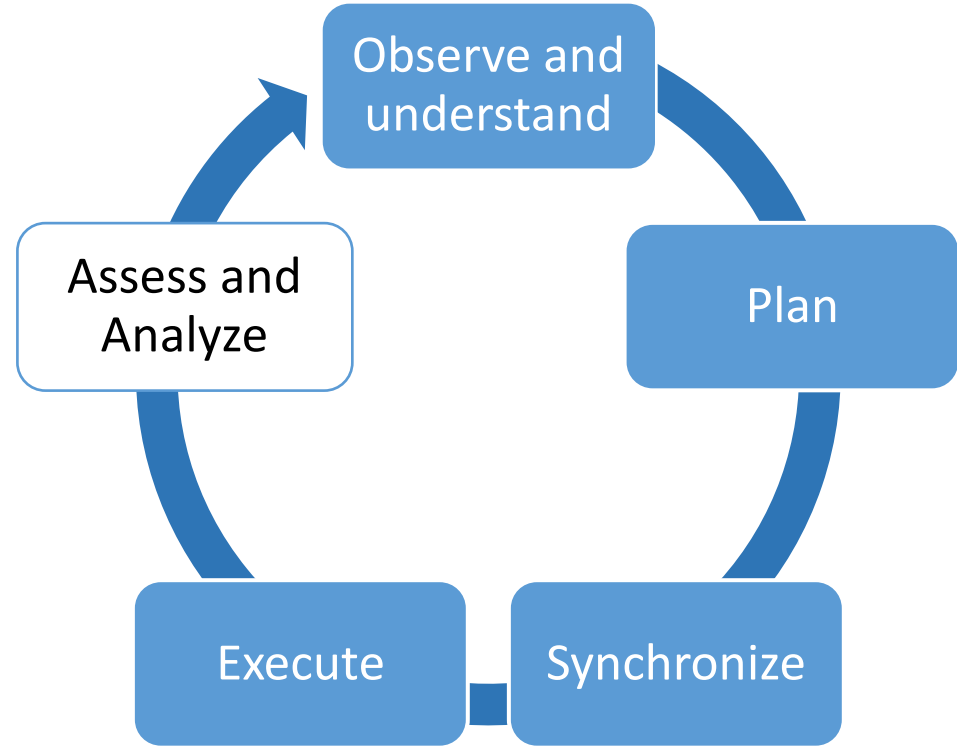 Observe and
understand
Plan
Synchronize
Execute
Assess and
Analyze